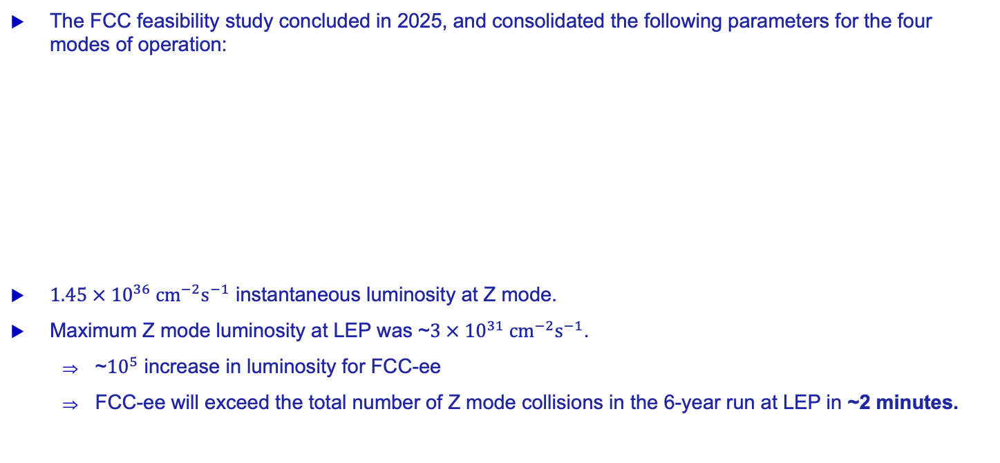 ▶ The FCC feasibility study concluded in 2025, and consolidated the following parameters for the four
modes of operation:
▶ 1.45 × 10³⁶ cm⁻²s⁻¹ instantaneous luminosity at Z mode.
▶ Maximum Z mode luminosity at LEP was ~3 × 10³¹ cm⁻²s⁻¹.
⇒ ~10⁵ increase in luminosity for FCC-ee
⇒ FCC-ee will exceed the total number of Z mode collisions in the 6-year run at LEP in ~2 minutes.